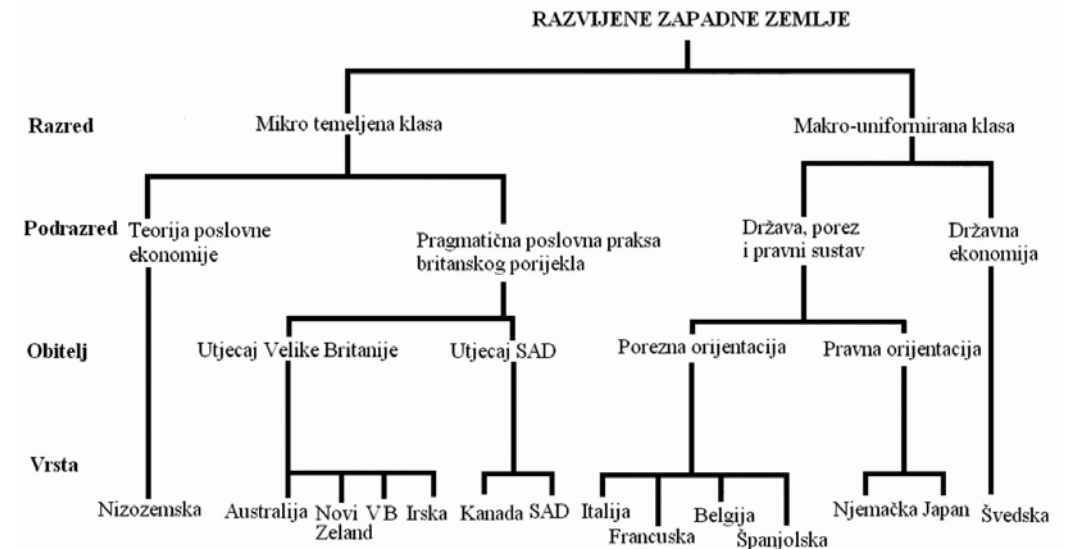 RAZVIJENE ZAPADNE ZEMLJE
Razred
Mikro temeljena klasa
Makro-uniformirana klasa
Podrazred
Teorija poslovne
ekonomije
Pragmatična poslovna praksa
britanskog porijekla
Država, porez
i pravni sustav
Državna
ekonomija
Obitelj
Utjecaj Velike Britanije
Utjecaj SAD
Porezna orijentacija
Pravna orijentacija
Vrsta
Nizozemska
Australija
Novi
Zeland
VB
Irska
Kanada
SAD
Italija
Francuska
Belgija
Španjolska
Njemačka
Japan
Švedska